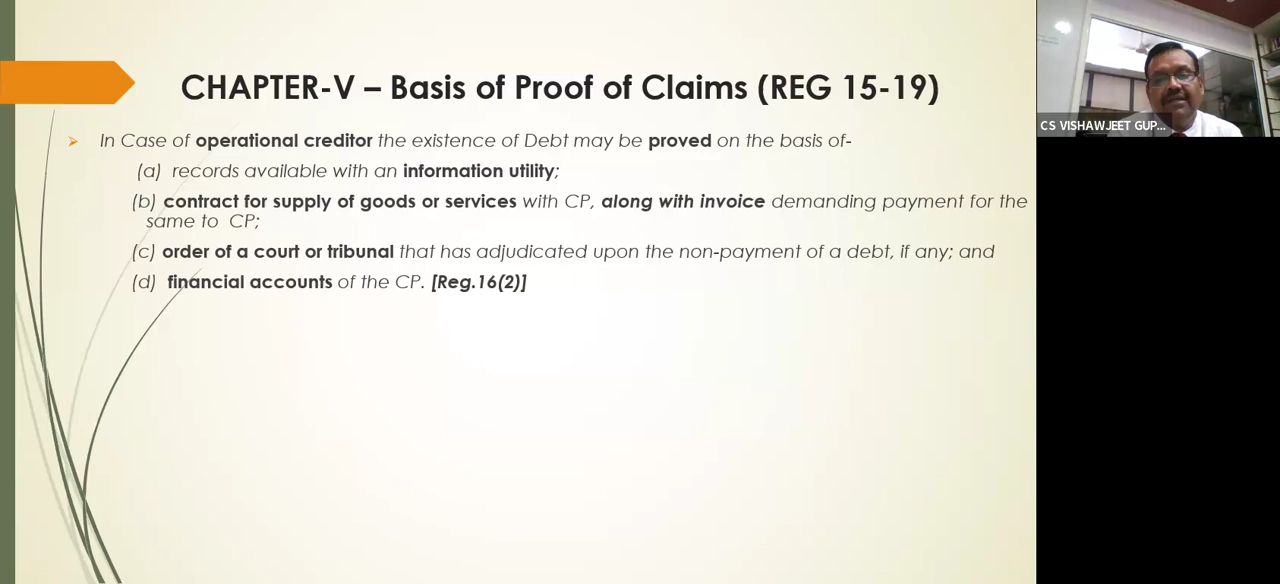 CHAPTER-V – Basis of Proof of Claims (REG 15-19)
In Case of operational creditor the existence of Debt may be proved on the basis of-
(a) records available with an information utility;
(b) contract for supply of goods or services with CP, along with invoice demanding payment for the
same to CP;
(c) order of a court or tribunal that has adjudicated upon the non-payment of a debt, if any; and
(d) financial accounts of the CP. [Reg.16(2)]
CS VISHAWJEET GUP...